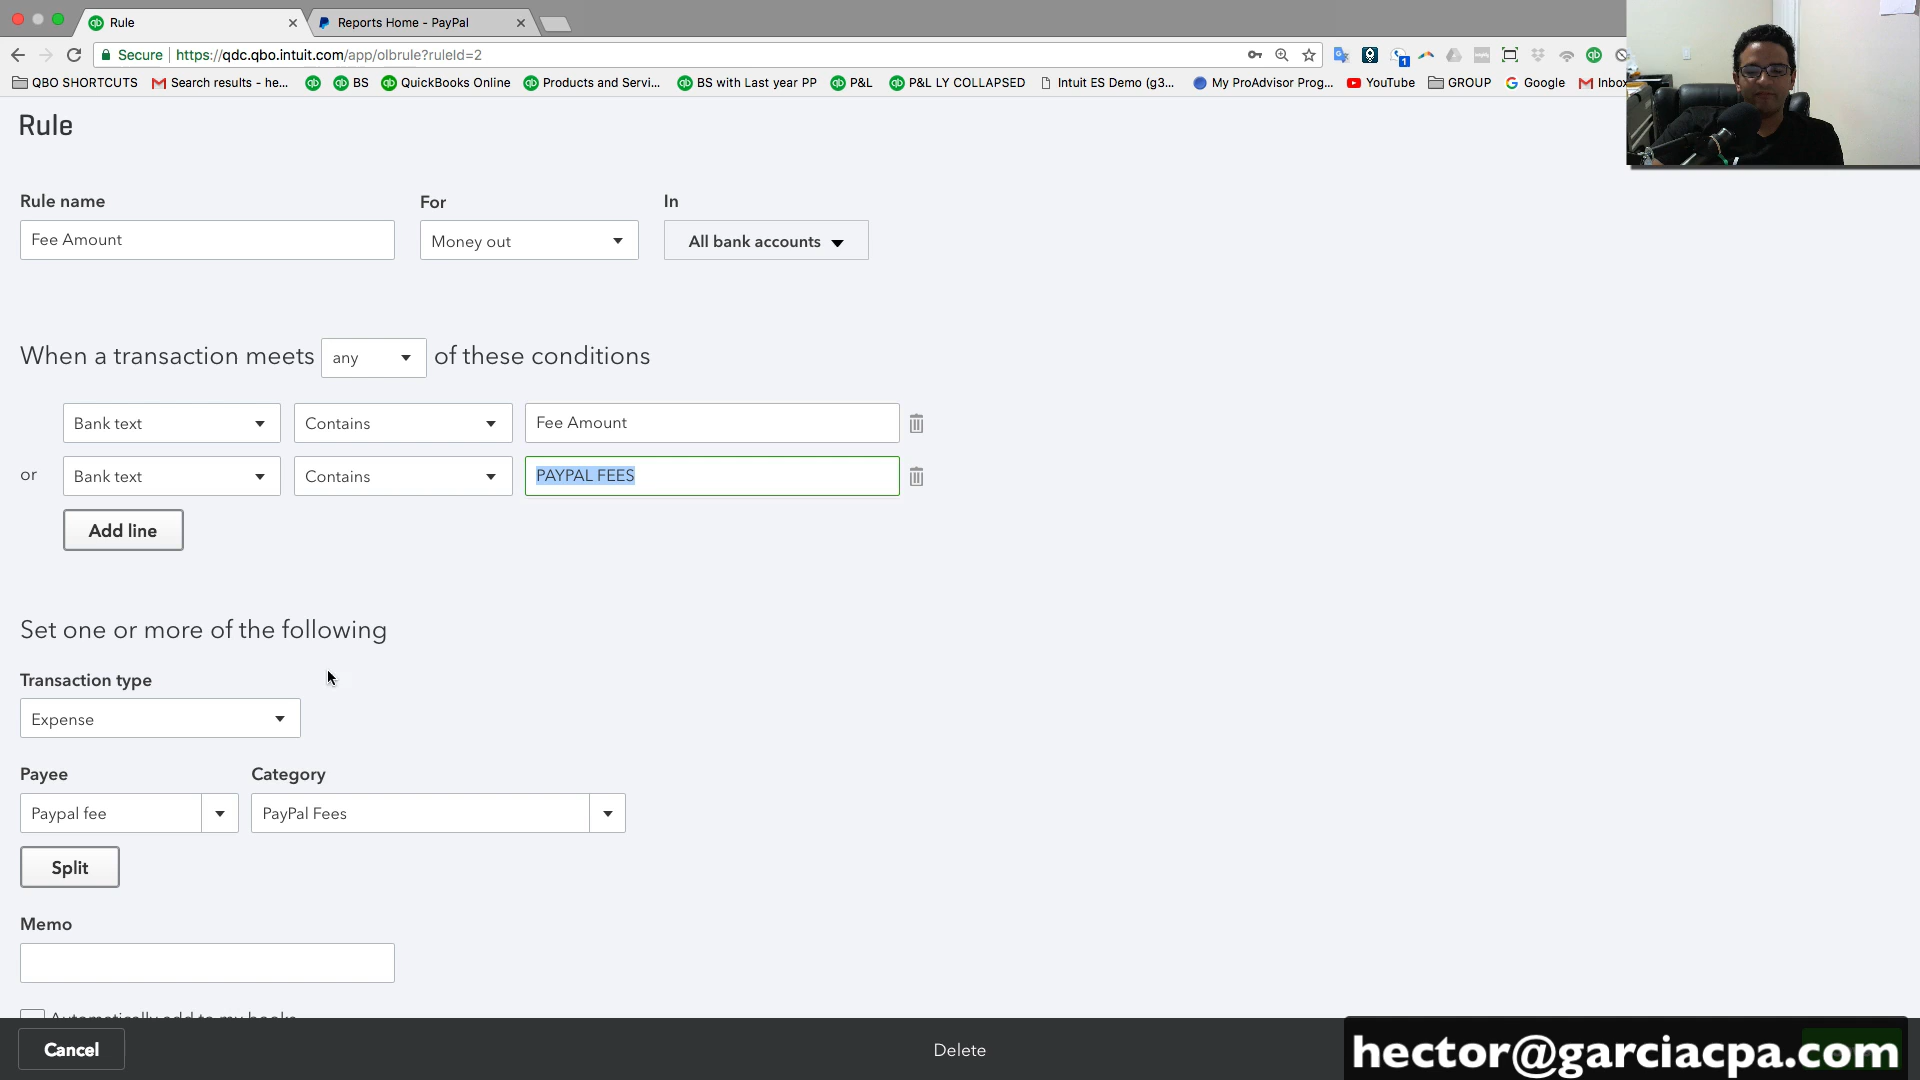 Rule
Reports Home - PayPal
Secure
https://qdc.qbo.intuit.com/app/olbrule?ruleId=2
1
QBO SHORTCUTS
Search results - he...
BS
QuickBooks Online
Products and Servi...
BS with Last year PP
P&L
P&L LY COLLAPSED
Intuit ES Demo (g3...
My ProAdvisor Prog...
YouTube
GROUP
Google
Inbox
Rule
Rule name
For
In
Fee Amount
Money out
All bank accounts
When a transaction meets any of these conditions
Bank text
Contains
Fee Amount
or
Bank text
Contains
PAYPAL FEES
Add line
Set one or more of the following
Transaction type
Expense
Payee
Category
Paypal fee
PayPal Fees
Split
Memo
Automatically add to my books
Cancel
Delete
hector@garciacpa.com